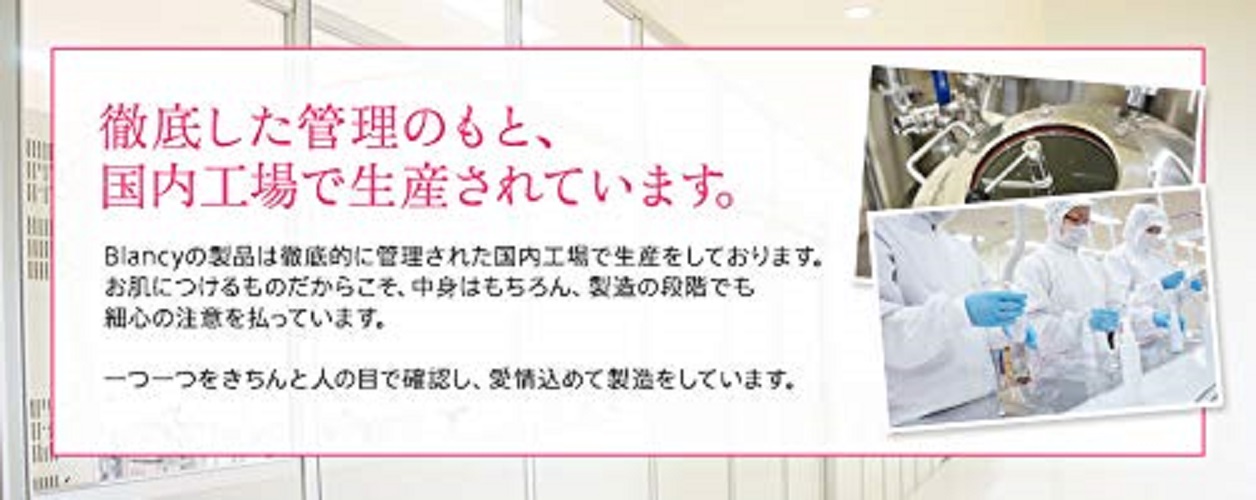 徹底した管理のもと、
国内工場で生産されています。
Blancyの製品は徹底的に管理された国内工場で生産をしております。
お肌につけるものだからこそ、中身はもちろん、製造の段階でも
細心の注意を払っています。
一つ一つをきちんと人の目で確認し、愛情込めて製造をしています。